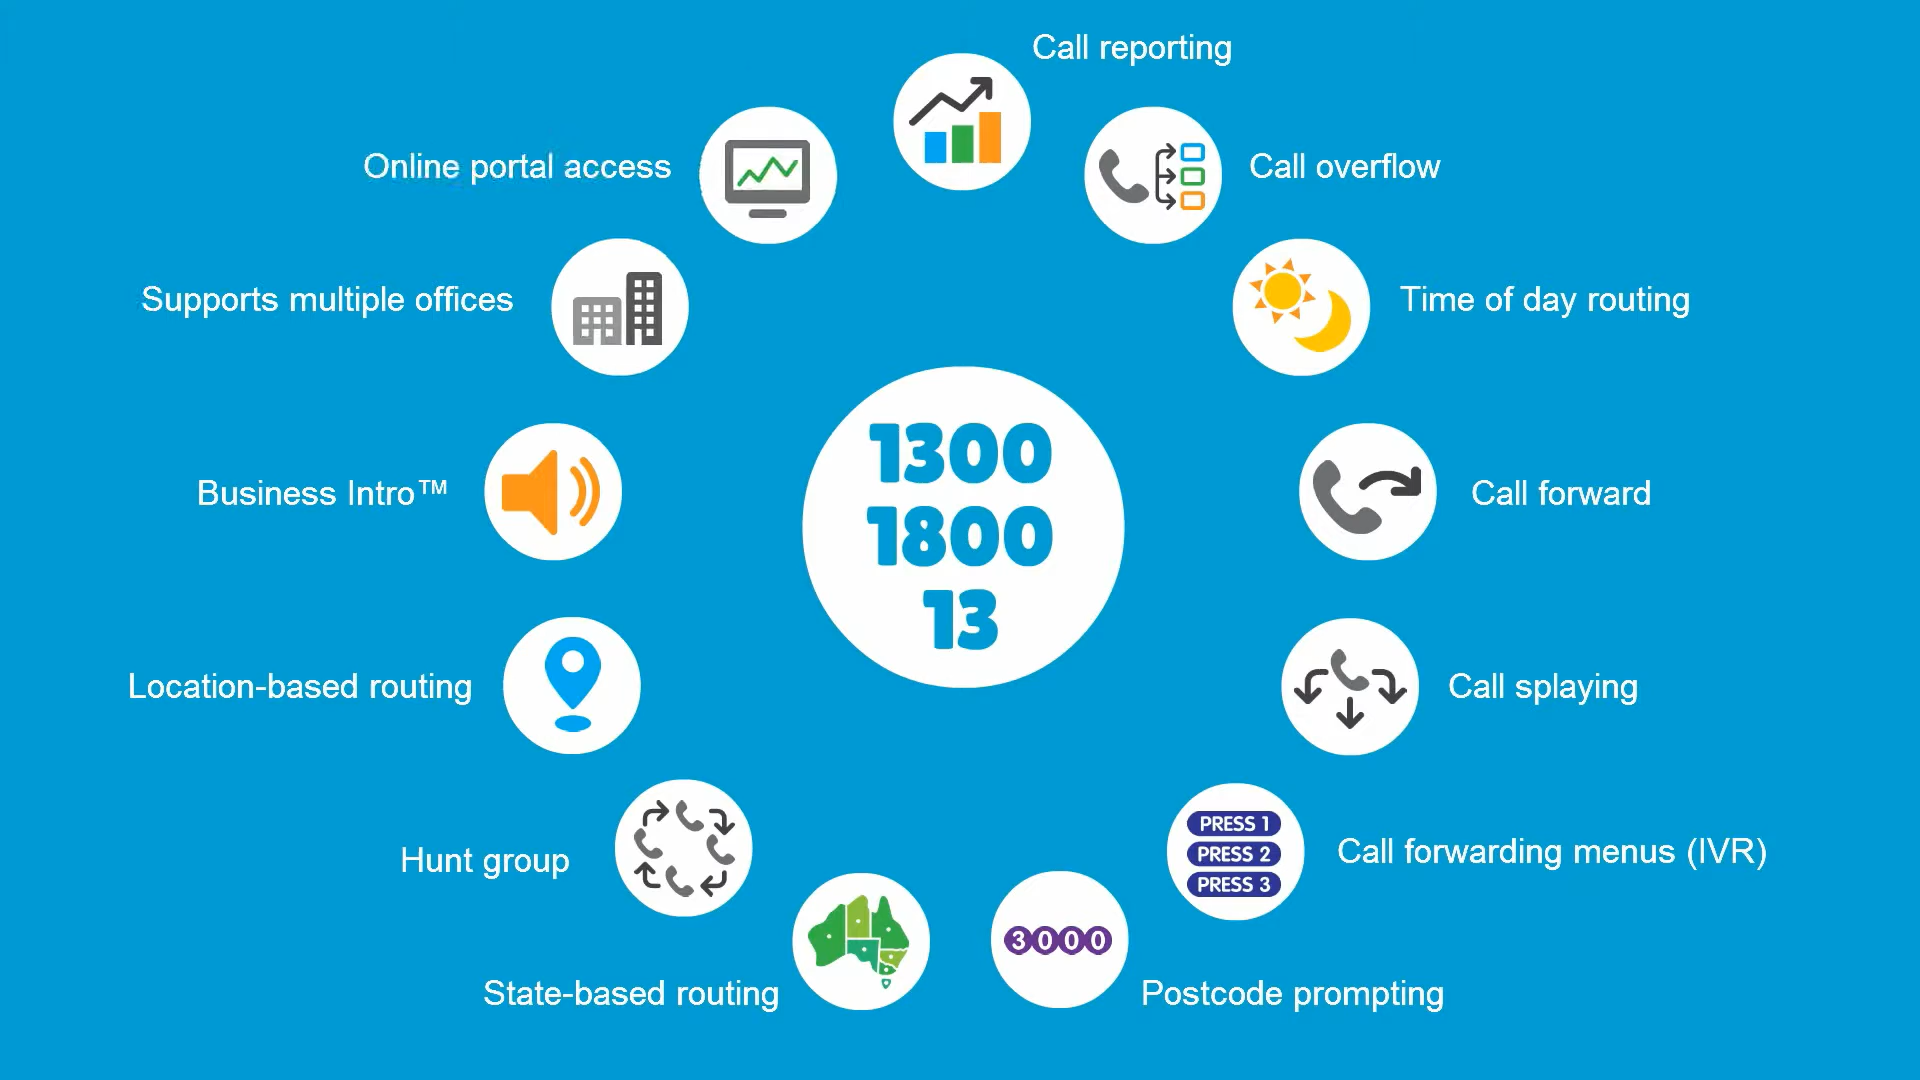 Call reporting
Online portal access
Call overflow
Supports multiple offices
Time of day routing
1300
1800
13
Business Intro™
Call forward
Location-based routing
Call splaying
PRESS 1
PRESS 2
PRESS 3
Call forwarding menus (IVR)
Hunt group
3000
State-based routing
Postcode prompting